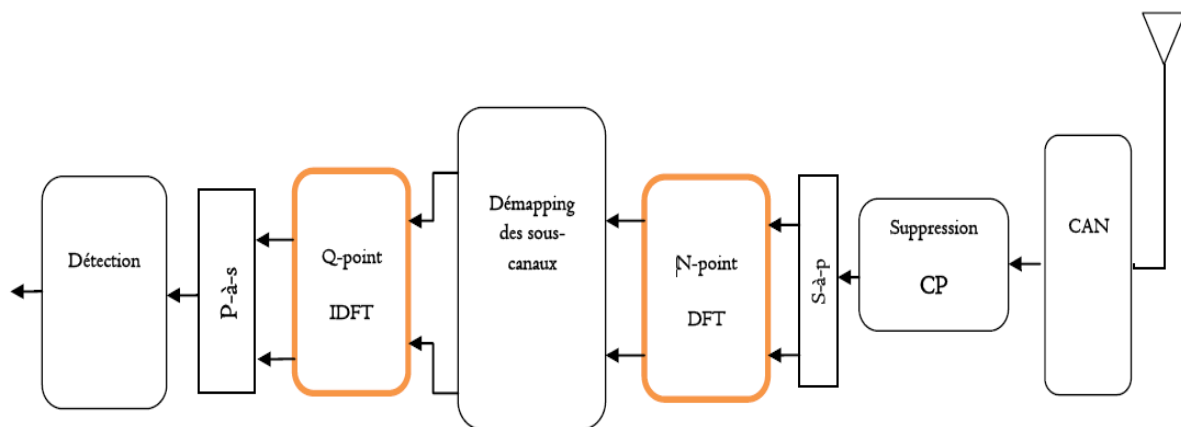 Détection
P-à-s
Q-point
IDFT
Démapping
des sous-
canaux
N-point
DFT
S-à-p
Suppression
CP
CAN